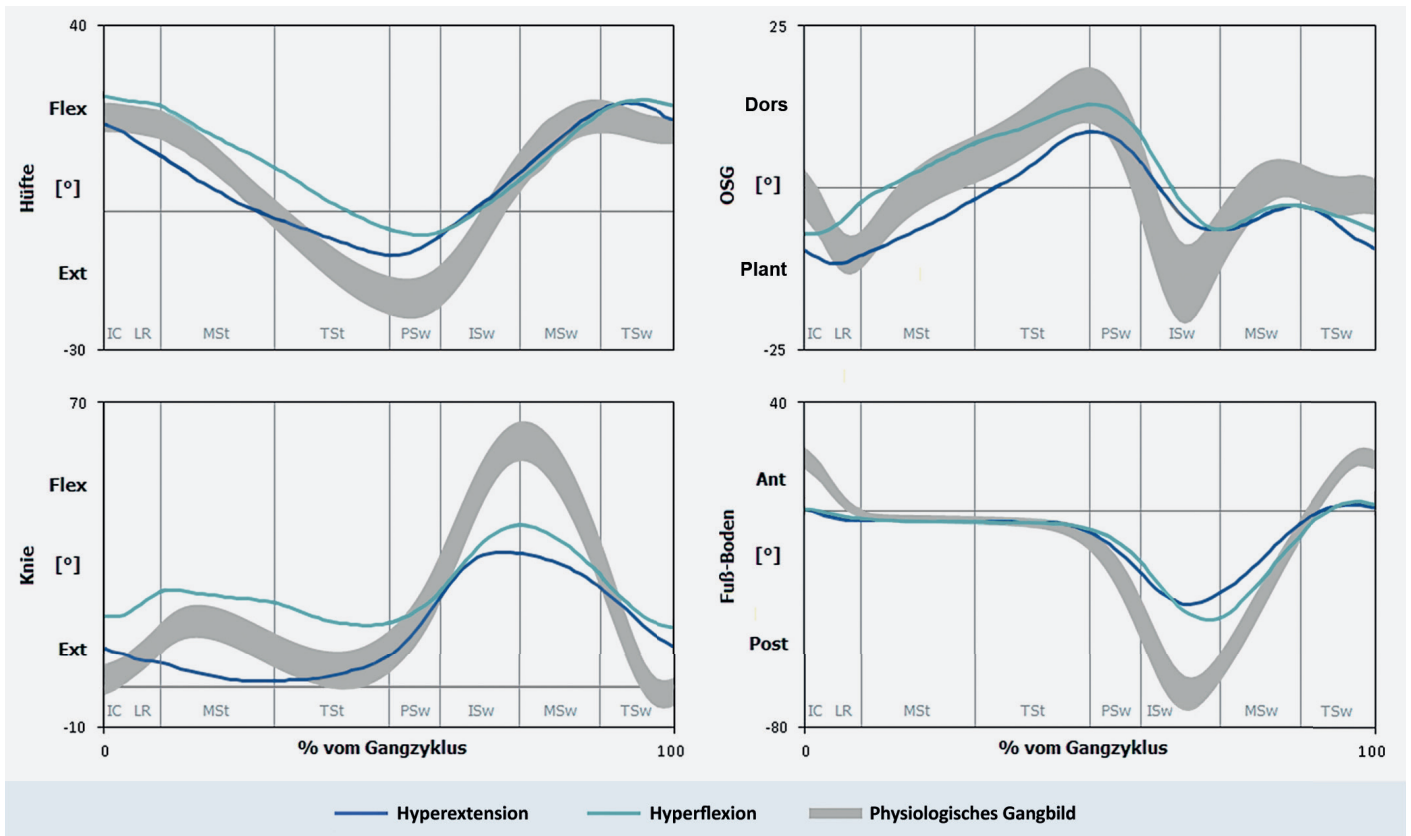 40
Flex
Hüfte
[°]
Ext
-30
IC LR MSt TSt PSw ISw MSw TSw
25
Dors
OSG
[°]
Plant
-25
IC LR MSt TSt PSw ISw MSw TSw
70
Flex
Knie
[°]
Ext
-10
IC LR MSt TSt PSw ISw MSw TSw
0 % vom Gangzyklus 100
40
Ant
Fuß-Boden
[°]
Post
-80
IC LR MSt TSt PSw ISw MSw TSw
0 % vom Gangzyklus 100
Hyperextension Hyperflexion Physiologisches Gangbild